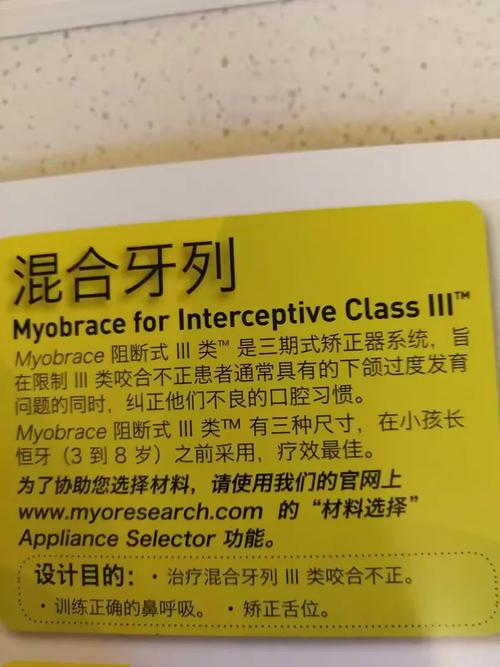 混合牙列
Myobrace for Interceptive Class III™
Myobrace 阻断式 III 类™ 是三期式矫正器系统，旨
在限制 III 类咬合不正患者通常具有的下颌过度发育
问题的同时，纠正他们不良的口腔习惯。
Myobrace 阻断式 III 类™ 有三种尺寸，在小孩长
恒牙（3 到 8 岁）之前采用，疗效最佳。
为了协助您选择材料，请使用我们的官网上
www.myoresearch.com 的“材料选择”
Appliance Selector 功能。
设计目的：· 治疗混合牙列 III 类咬合不正。
· 训练正确的鼻呼吸。 · 矫正舌位。